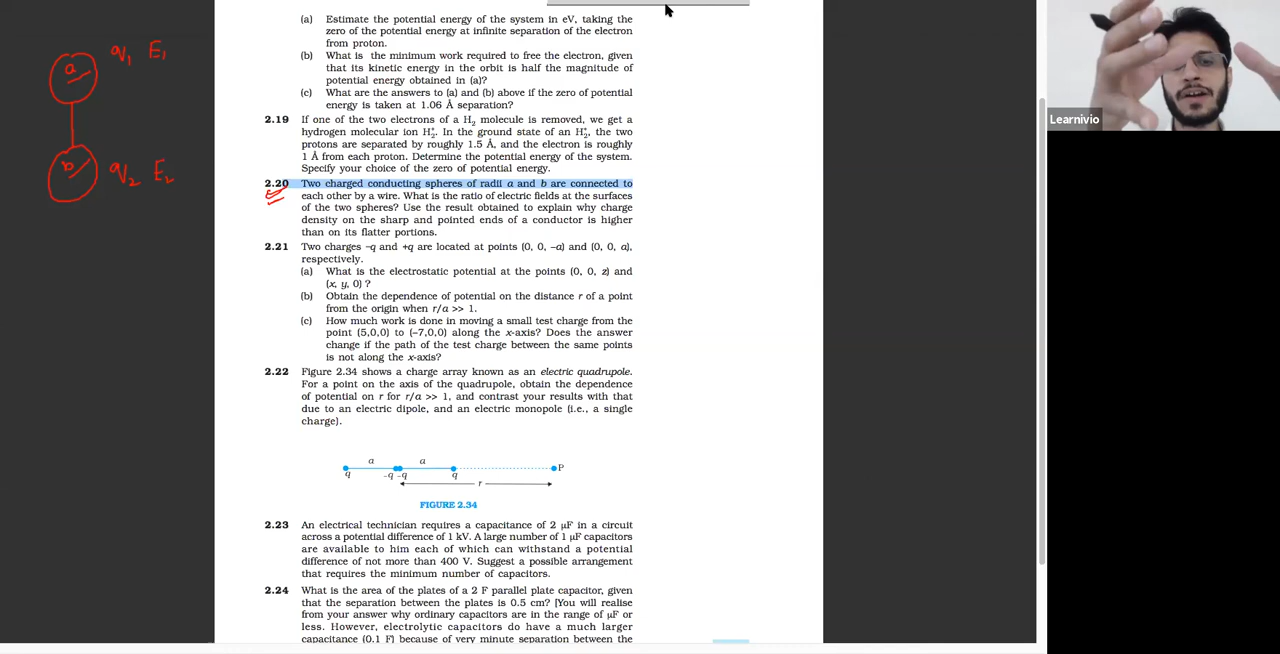 a q1 E1
b q2 E2
(a) Estimate the potential energy of the system in eV, taking the
zero of the potential energy at infinite separation of the electron
from proton.
(b) What is the minimum work required to free the electron, given
that its kinetic energy in the orbit is half the magnitude of
potential energy obtained in (a)?
(c) What are the answers to (a) and (b) above if the zero of potential
energy is taken at 1.06 Å separation?
2.19 If one of the two electrons of a H2 molecule is removed, we get a
hydrogen molecular ion H2+. In the ground state of an H2+, the two
protons are separated by roughly 1.5 Å, and the electron is roughly
1 Å from each proton. Determine the potential energy of the system.
Specify your choice of the zero of potential energy.
2.20 Two charged conducting spheres of radii a and b are connected to
each other by a wire. What is the ratio of electric fields at the surfaces
of the two spheres? Use the result obtained to explain why charge
density on the sharp and pointed ends of a conductor is higher
than on its flatter portions.
2.21 Two charges –q and +q are located at points (0, 0, –a) and (0, 0, a),
respectively.
(a) What is the electrostatic potential at the points (0, 0, z) and
(x, y, 0) ?
(b) Obtain the dependence of potential on the distance r of a point
from the origin when r/a >> 1.
(c) How much work is done in moving a small test charge from the
point (5,0,0) to (–7,0,0) along the x-axis? Does the answer
change if the path of the test charge between the same points
is not along the x-axis?
2.22 Figure 2.34 shows a charge array known as an electric quadrupole.
For a point on the axis of the quadrupole, obtain the dependence
of potential on r for r/a >> 1, and contrast your results with that
due to an electric dipole, and an electric monopole (i.e., a single
charge).
a a
q -q -q q P
r
FIGURE 2.34
2.23 An electrical technician requires a capacitance of 2 µF in a circuit
across a potential difference of 1 kV. A large number of 1 µF capacitors
are available to him each of which can withstand a potential
difference of not more than 400 V. Suggest a possible arrangement
that requires the minimum number of capacitors.
2.24 What is the area of the plates of a 2 F parallel plate capacitor, given
that the separation between the plates is 0.5 cm? [You will realise
from your answer why ordinary capacitors are in the range of µF or
less. However, electrolytic capacitors do have a much larger
capacitance (0.1 F) because of very minute separation between the
Learnivio